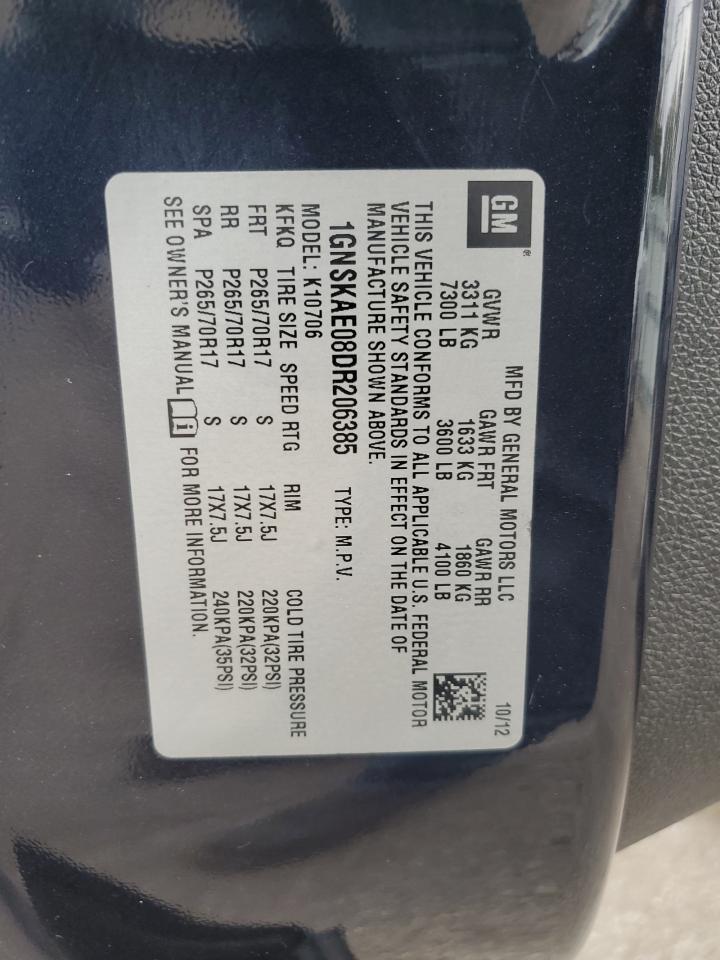 GM ®
MFD BY GENERAL MOTORS LLC 10/12
GVWR GAWR FRT GAWR RR
3311 KG 1633 KG 1860 KG
7300 LB 3600 LB 4100 LB
THIS VEHICLE CONFORMS TO ALL APPLICABLE U.S. FEDERAL MOTOR
VEHICLE SAFETY STANDARDS IN EFFECT ON THE DATE OF
MANUFACTURE SHOWN ABOVE.
1GNSKAE08DR206385 TYPE: M.P.V.
MODEL: K10706
KFKQ TIRE SIZE SPEED RTG RIM COLD TIRE PRESSURE
FRT P265/70R17 S 17X7.5J 220KPA(32PSI)
RR P265/70R17 S 17X7.5J 220KPA(32PSI)
SPA P265/70R17 S 17X7.5J 240KPA(35PSI)
SEE OWNER'S MANUAL i FOR MORE INFORMATION.